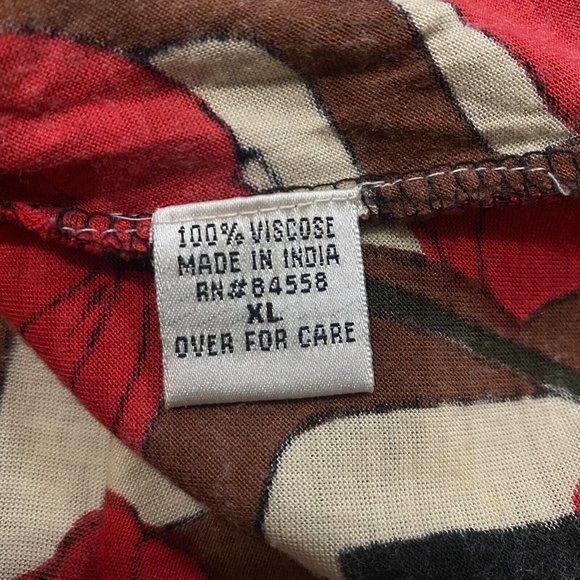 100% VISCOSE
MADE IN INDIA
RN#84558
XL
OVER FOR CARE